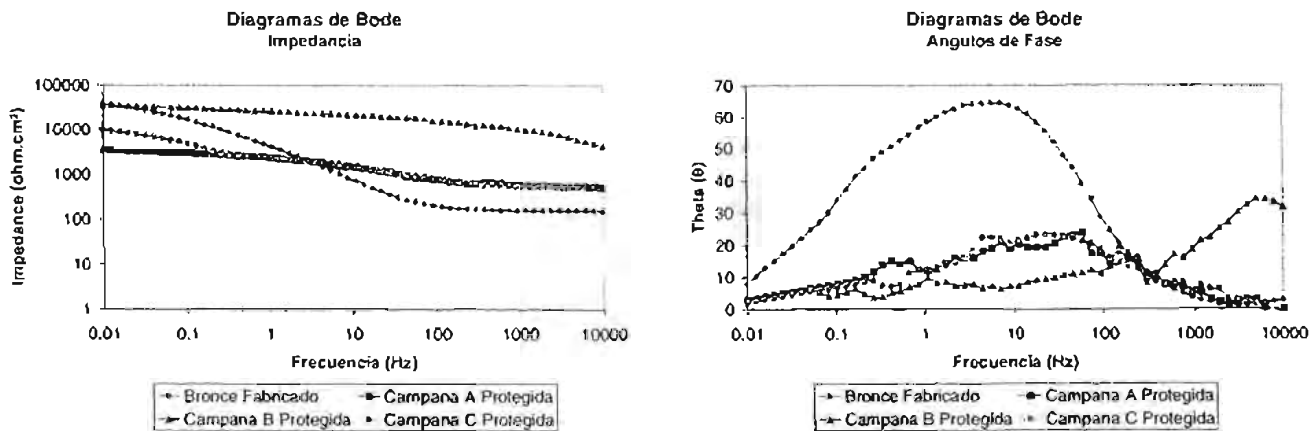 Diagramas de Bode
Impedancia
100000
10000
1000
100
10
1
Impedance (ohm.cm²)
0.01 0.1 1 10 100 1000 10000
Frecuencia (Hz)
Bronce Fabricado Campana A Protegida
Campana B Protegida Campana C Protegida
Diagramas de Bode
Angulos de Fase
70
60
50
40
30
20
10
0
Theta (θ)
0.01 0.1 1 10 100 1000 10000
Frecuencia (Hz)
Bronce Fabricado Campana A Protegida
Campana B Protegida Campana C Protegida